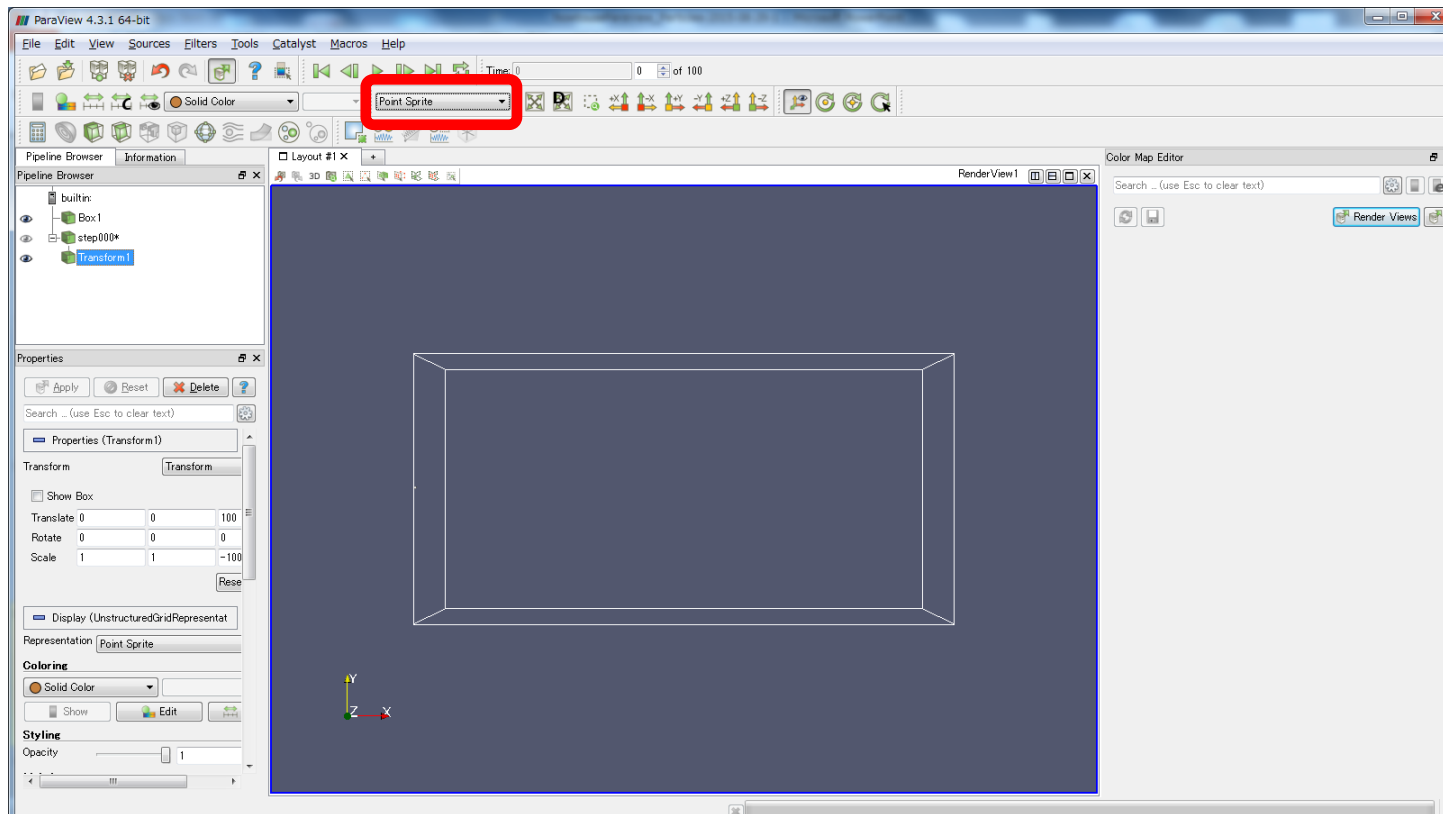 ParaView 4.3.1 64-bit
File Edit View Sources Filters Tools Catalyst Macros Help
Time: 0 0 of 100
Solid Color Point Sprite +X -X +Y -Y +Z -Z
Pipeline Browser Information Layout #1 + Color Map Editor
Pipeline Browser 3D RenderView1
Search ... (use Esc to clear text)
builtin:
Box1
Render Views
step000*
Transform1
Properties
Apply Reset Delete ?
Search ... (use Esc to clear text)
Properties (Transform1)
Transform Transform
Show Box
Translate 0 0 100
Rotate 0 0 0
Scale 1 1 -100
Rese
Display (UnstructuredGridRepresentat
Representation Point Sprite
Coloring
Y
Solid Color
Show Edit
Z X
Styling
Opacity 1